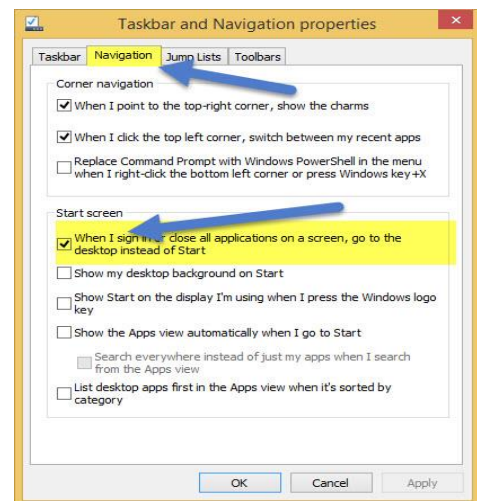 Taskbar and Navigation properties
Taskbar Navigation Jump Lists Toolbars
Corner navigation
When I point to the top-right corner, show the charms
When I click the top left corner, switch between my recent apps
Replace Command Prompt with Windows PowerShell in the menu
when I right-click the bottom left corner or press Windows key+X
Start screen
When I sign in or close all applications on a screen, go to the
desktop instead of Start
Show my desktop background on Start
Show Start on the display I'm using when I press the Windows logo
key
Show the Apps view automatically when I go to Start
Search everywhere instead of just my apps when I search
from the Apps view
List desktop apps first in the Apps view when it's sorted by
category
OK Cancel Apply